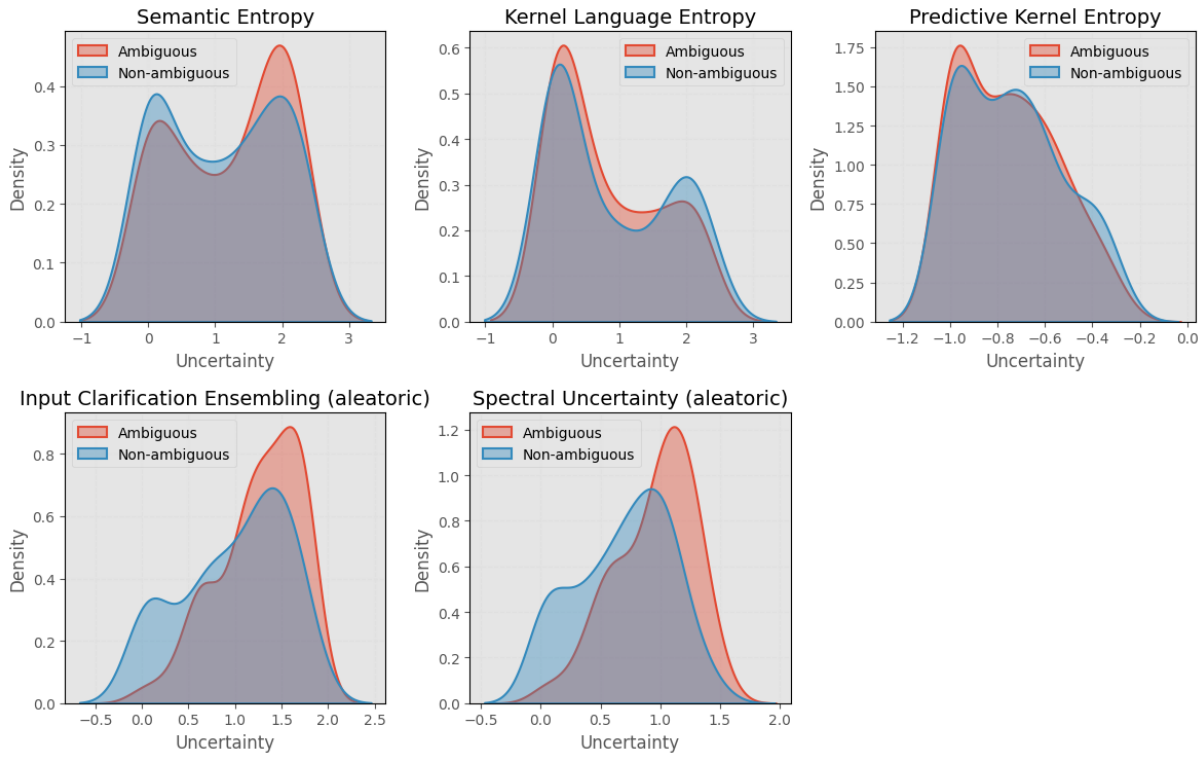 Semantic Entropy
Ambiguous
Non-ambiguous
Density
0.4
0.3
0.2
0.1
0.0
−1
0
1
2
3
Uncertainty
Kernel Language Entropy
Ambiguous
Non-ambiguous
Density
0.6
0.5
0.4
0.3
0.2
0.1
0.0
−1
0
1
2
3
Uncertainty
Predictive Kernel Entropy
Ambiguous
Non-ambiguous
Density
1.75
1.50
1.25
1.00
0.75
0.50
0.25
0.00
−1.2
−1.0
−0.8
−0.6
−0.4
−0.2
0.0
Uncertainty
Input Clarification Ensembling (aleatoric)
Ambiguous
Non-ambiguous
Density
0.8
0.6
0.4
0.2
0.0
−0.5
0.0
0.5
1.0
1.5
2.0
2.5
Uncertainty
Spectral Uncertainty (aleatoric)
Ambiguous
Non-ambiguous
Density
1.2
1.0
0.8
0.6
0.4
0.2
0.0
−0.5
0.0
0.5
1.0
1.5
2.0
Uncertainty